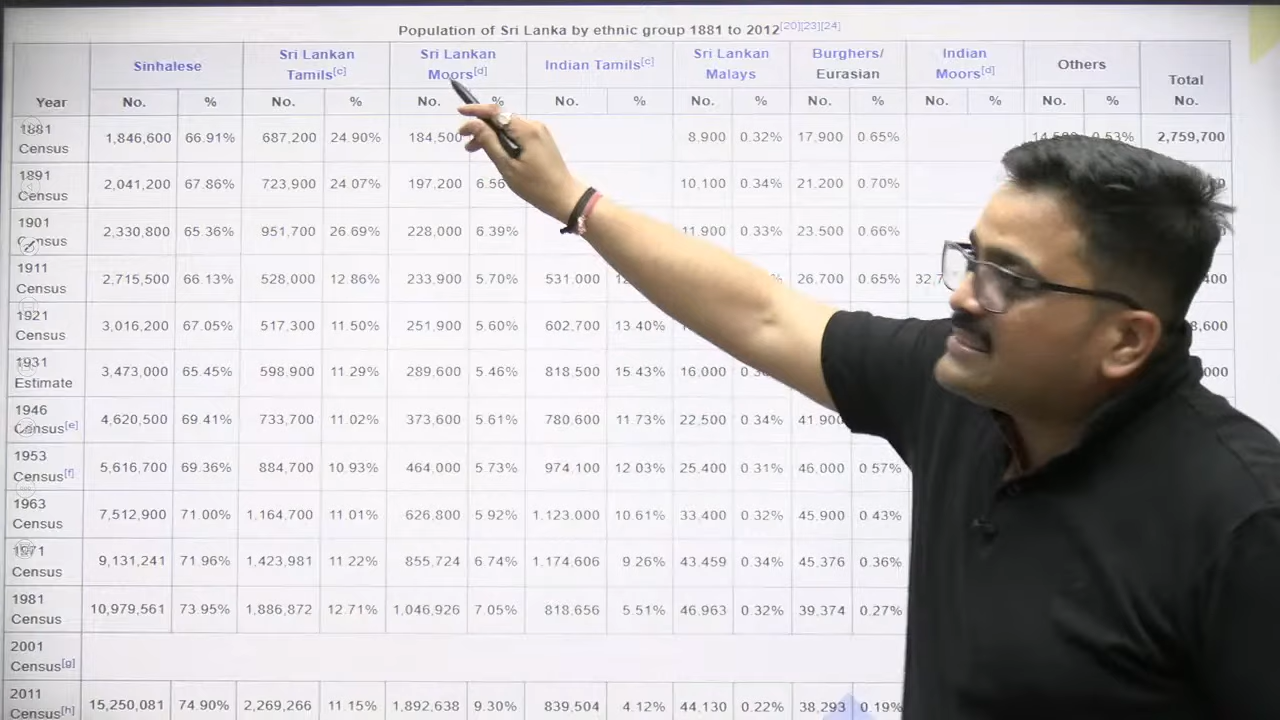 Population of Sri Lanka by ethnic group 1881 to 2012[20][23][24]
Year Sinhalese Sri Lankan Tamils[c] Sri Lankan Moors[d] Indian Tamils[c] Sri Lankan Malays Burghers/ Eurasian Indian Moors[d] Others Total No.
No. % No. % No. % No. % No. % No. % No. % No. %
1881 Census 1,846,600 66.91% 687,200 24.90% 184,500 8,900 0.32% 17,900 0.65% 0.53% 2,759,700
1891 Census 2,041,200 67.86% 723,900 24.07% 197,200 10,100 0.34% 21,200 0.70%
1901 Census 2,330,800 65.36% 951,700 26.69% 228,000 6.39% 11,900 0.33% 23,500 0.66%
1911 Census 2,715,500 66.13% 528,000 12.86% 233,900 5.70% 531,000 26,700 0.65%
1921 Census 3,016,200 67.05% 517,300 11.50% 251,900 5.60% 602,700 13.40%
1931 Estimate 3,473,000 65.45% 598,900 11.29% 289,600 5.46% 818,500 15.43% 16,000
1946 Census[e] 4,620,500 69.41% 733,700 11.02% 373,600 5.61% 780,600 11.73% 22,500 0.34% 41,900
1953 Census[f] 5,616,700 69.36% 884,700 10.93% 464,000 5.73% 974,100 12.03% 25,400 0.31% 46,000 0.57%
1963 Census 7,512,900 71.00% 1,164,700 11.01% 626,800 5.92% 1,123,000 10.61% 33,400 0.32% 45,900 0.43%
1971 Census 9,131,241 71.96% 1,423,981 11.22% 855,724 6.74% 1,174,606 9.26% 43,459 0.34% 45,376 0.36%
1981 Census 10,979,561 73.95% 1,886,872 12.71% 1,046,926 7.05% 818,656 5.51% 46,963 0.32% 39,374 0.27%
2001 Census[g]
2011 Census[h] 15,250,081 74.90% 2,269,266 11.15% 1,892,638 9.30% 839,504 4.12% 44,130 0.22% 38,293 0.19%